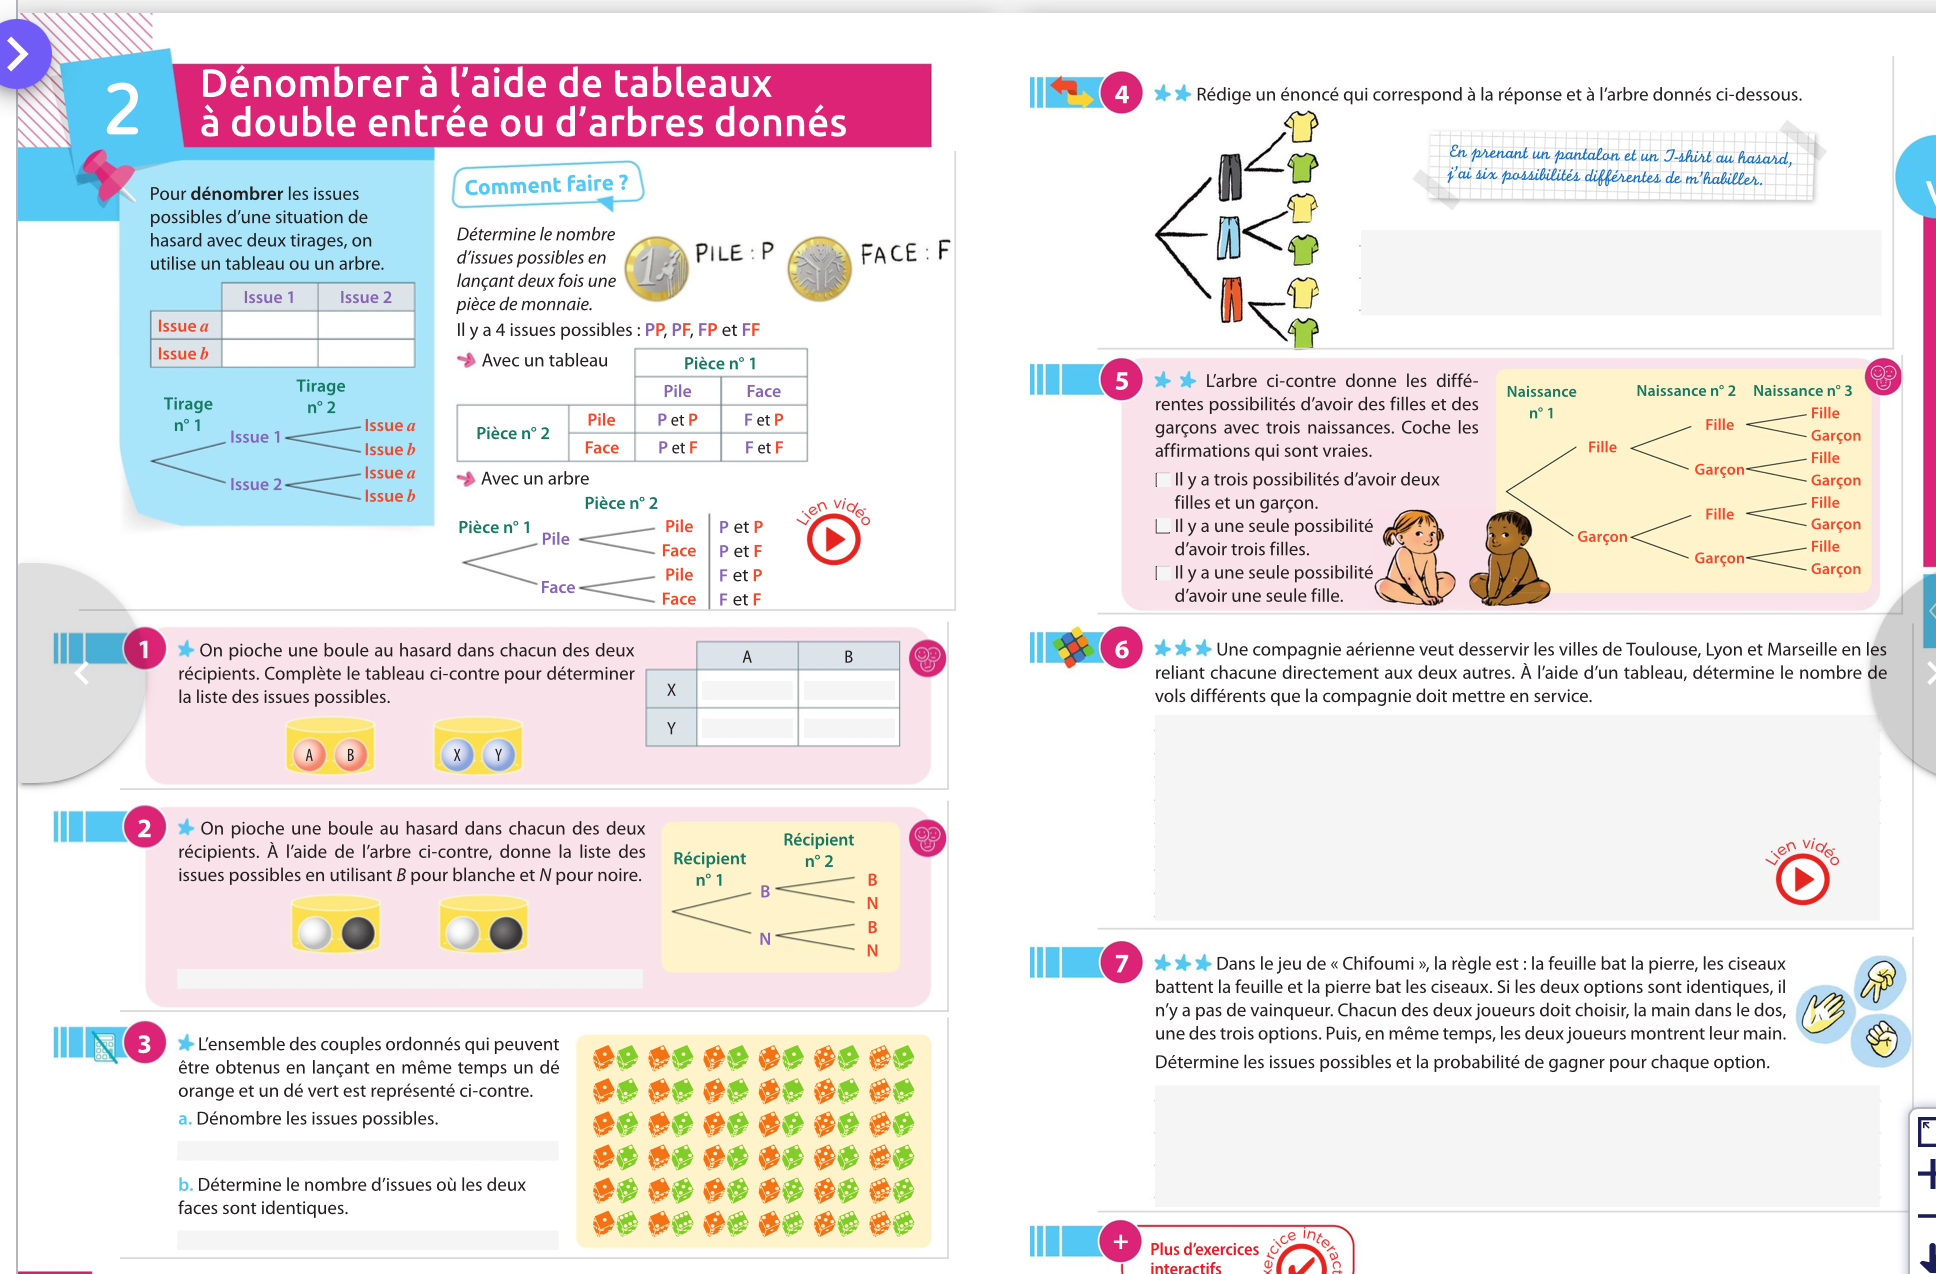 2
Dénombrer à l’aide de tableaux
à double entrée ou d’arbres donnés
Pour dénombrer les issues
possibles d’une situation de
hasard avec deux tirages, on
utilise un tableau ou un arbre.
Issue 1 Issue 2
Issue a
Issue b
Tirage n° 1
Tirage n° 2
Issue 1
Issue a
Issue b
Issue 2
Issue a
Issue b
Comment faire ?
Détermine le nombre
d’issues possibles en
lançant deux fois une
pièce de monnaie.
PILE : P FACE : F
Il y a 4 issues possibles : PP, PF, FP et FF
Avec un tableau
Pièce n° 1
Pile Face
Pièce n° 2
Pile P et P F et P
Face P et F F et F
Avec un arbre
Pièce n° 2
Pièce n° 1
Pile
Pile P et P
Face P et F
Face
Pile F et P
Face F et F
Lien vidéo
1
On pioche une boule au hasard dans chacun des deux
récipients. Complète le tableau ci-contre pour déterminer
la liste des issues possibles.
A B X Y
A B
X
Y
2
On pioche une boule au hasard dans chacun des deux
récipients. À l’aide de l’arbre ci-contre, donne la liste des
issues possibles en utilisant B pour blanche et N pour noire.
Récipient n° 1
Récipient n° 2
B
B
N
N
B
N
3
L’ensemble des couples ordonnés qui peuvent
être obtenus en lançant en même temps un dé
orange et un dé vert est représenté ci-contre.
a. Dénombre les issues possibles.
b. Détermine le nombre d’issues où les deux
faces sont identiques.
4
Rédige un énoncé qui correspond à la réponse et à l’arbre donnés ci-dessous.
En prenant un pantalon et un T-shirt au hasard,
j’ai six possibilités différentes de m’habiller.
5
L’arbre ci-contre donne les diffé-
rentes possibilités d’avoir des filles et des
garçons avec trois naissances. Coche les
affirmations qui sont vraies.
Il y a trois possibilités d’avoir deux
filles et un garçon.
Il y a une seule possibilité
d’avoir trois filles.
Il y a une seule possibilité
d’avoir une seule fille.
Naissance n° 1
Naissance n° 2 Naissance n° 3
Fille
Fille
Fille
Garçon
Garçon
Fille
Garçon
Garçon
Fille
Fille
Garçon
Garçon
Fille
Garçon
6
Une compagnie aérienne veut desservir les villes de Toulouse, Lyon et Marseille en les
reliant chacune directement aux deux autres. À l’aide d’un tableau, détermine le nombre de
vols différents que la compagnie doit mettre en service.
Lien vidéo
7
Dans le jeu de « Chifoumi », la règle est : la feuille bat la pierre, les ciseaux
battent la feuille et la pierre bat les ciseaux. Si les deux options sont identiques, il
n’y a pas de vainqueur. Chacun des deux joueurs doit choisir, la main dans le dos,
une des trois options. Puis, en même temps, les deux joueurs montrent leur main.
Détermine les issues possibles et la probabilité de gagner pour chaque option.
+
Plus d’exercices
interactifs